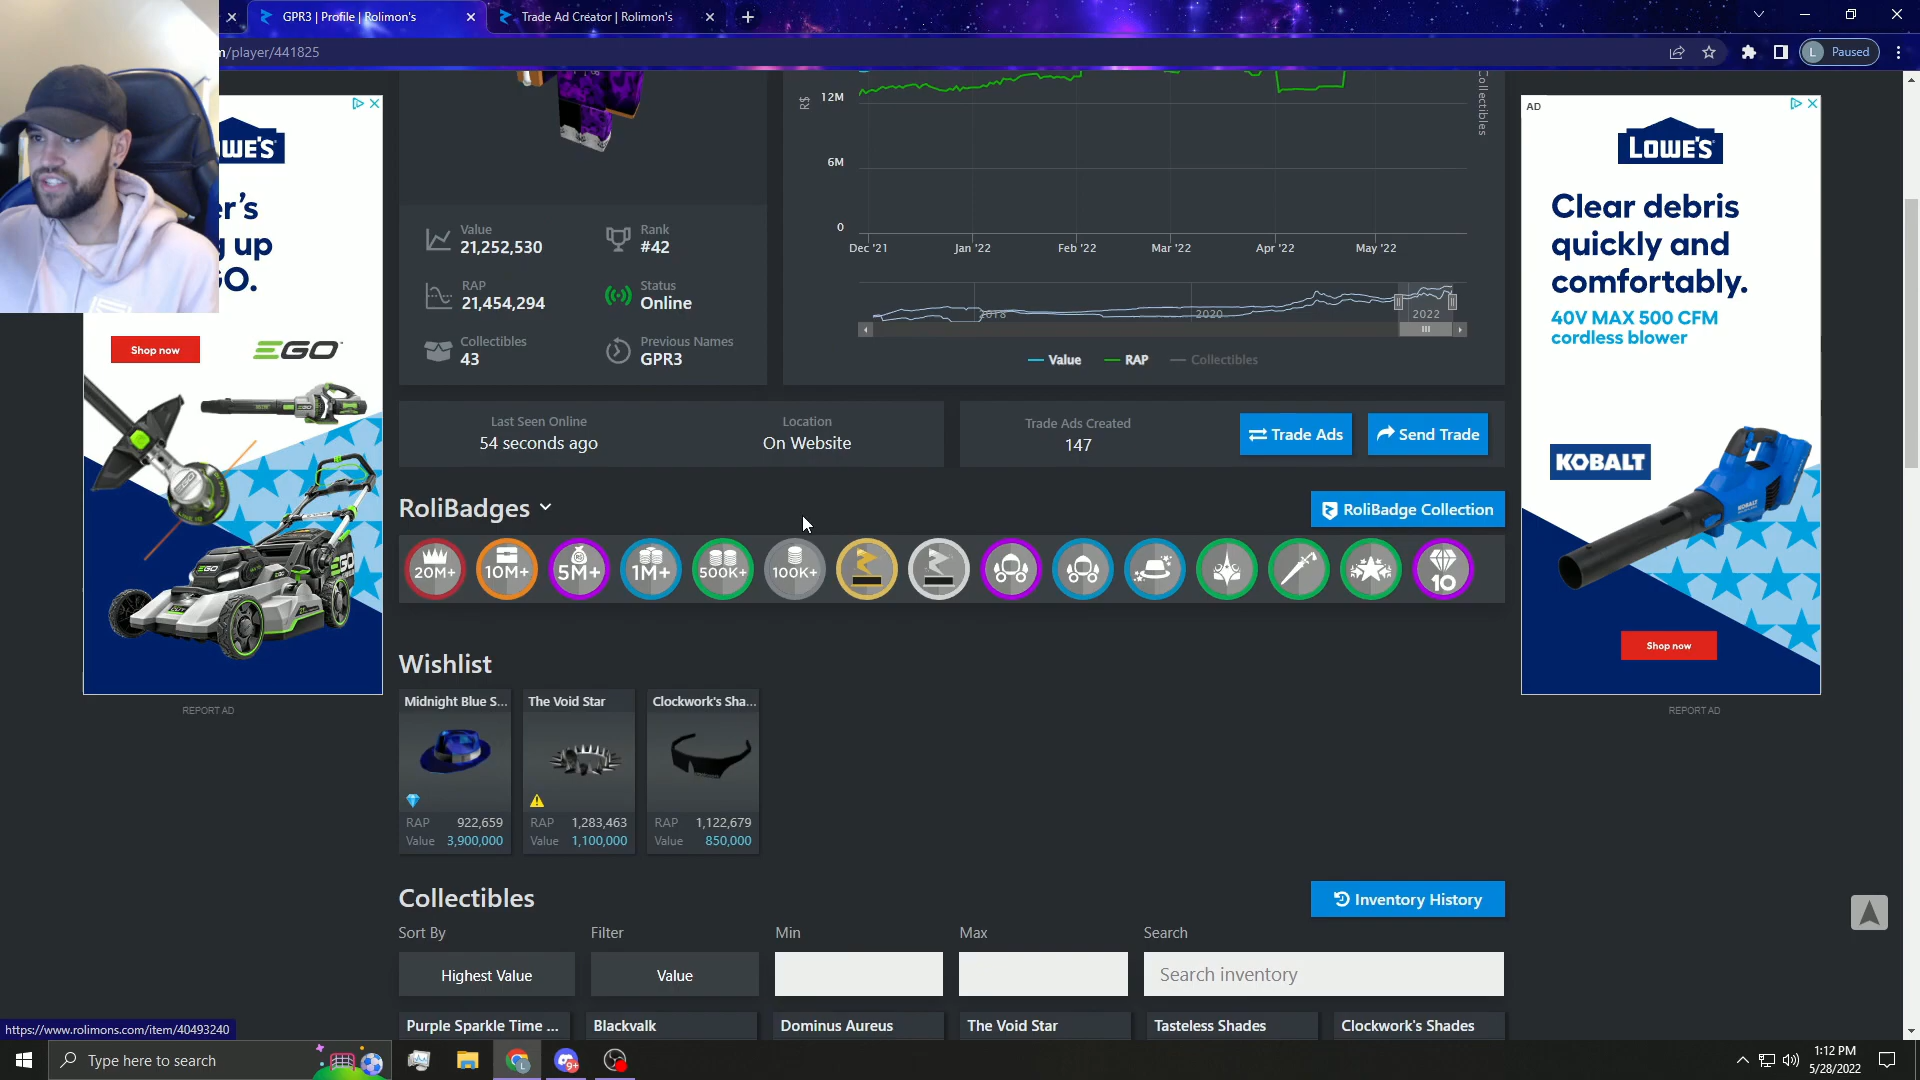 GPR3 | Profile | Rolimon's
Trade Ad Creator | Rolimon's
/player/441825
L Paused
WE'S
er's
g up
GO.
Shop now
EGO
REPORT AD
Value
21,252,530
Rank
#42
RAP
21,454,294
Status
Online
Collectibles
43
Previous Names
GPR3
R$
12M
6M
0
Collectibles
Dec '21
Jan '22
Feb '22
Mar '22
Apr '22
May '22
2018
2020
2022
Value
RAP
Collectibles
Last Seen Online
54 seconds ago
Location
On Website
Trade Ads Created
147
Trade Ads
Send Trade
RoliBadges
RoliBadge Collection
20M+
10M+
5M+
1M+
500K+
100K+
10
Wishlist
Midnight Blue S...
RAP 922,659
Value 3,900,000
The Void Star
RAP 1,283,463
Value 1,100,000
Clockwork's Sha...
RAP 1,122,679
Value 850,000
Collectibles
Inventory History
Sort By
Filter
Min
Max
Search
Highest Value
Value
Search inventory
Purple Sparkle Time ...
Blackvalk
Dominus Aureus
The Void Star
Tasteless Shades
Clockwork's Shades
AD
LOWE'S
Clear debris
quickly and
comfortably.
40V MAX 500 CFM
cordless blower
KOBALT
Shop now
REPORT AD
https://www.rolimons.com/item/40493240
Type here to search
1:12 PM
5/28/2022